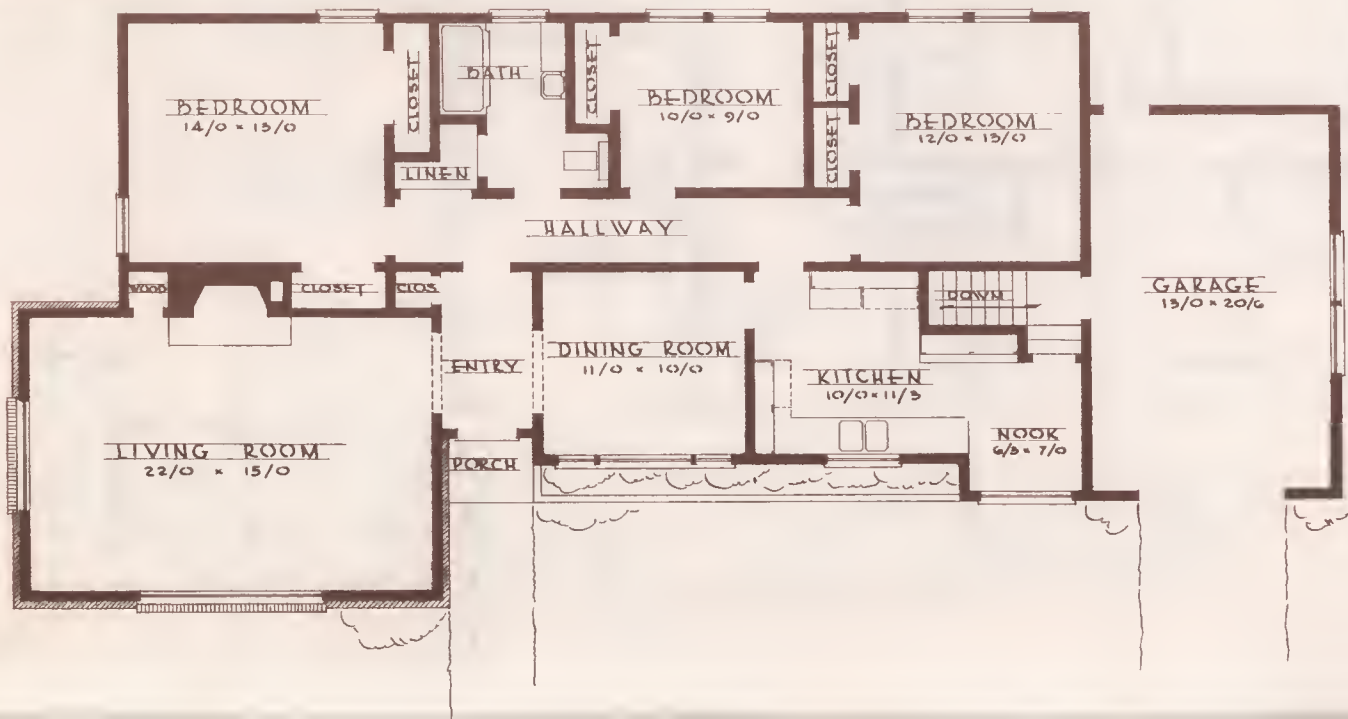 BEDROOM
14/0 × 13/0
CLOSET
BATH
LINEN
CLOSET
BEDROOM
10/0 × 9/0
CLOSET
CLOSET
BEDROOM
12/0 × 13/0
HALLWAY
WOOD
CLOSET
CLOS
DOWN
GARAGE
13/0 × 20/6
ENTRY
DINING ROOM
11/0 × 10/0
KITCHEN
10/0 × 11/3
LIVING ROOM
22/0 × 15/0
PORCH
NOOK
6/3 × 7/0